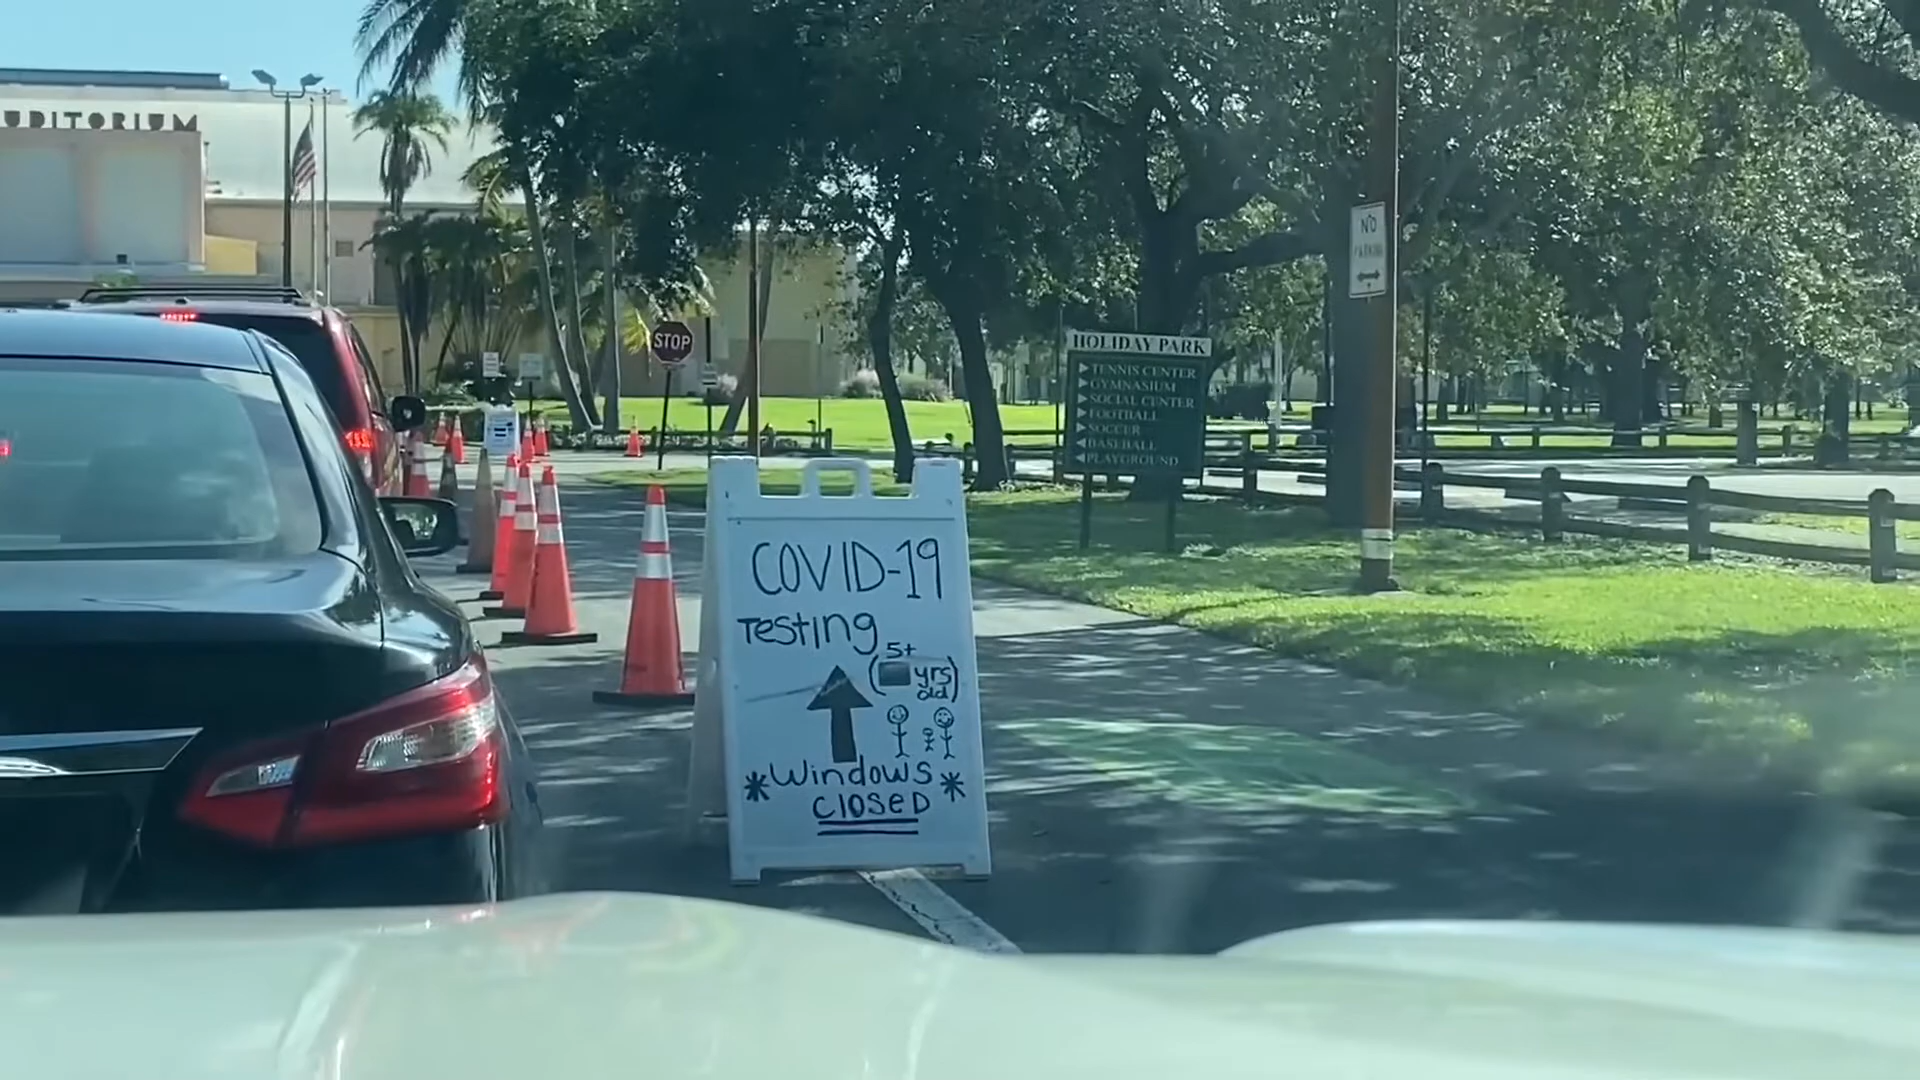 UDITORIUM
STOP
NO
PARKING
HOLIDAY PARK
TENNIS CENTER
GYMNASIUM
SOCIAL CENTER
FOOTBALL
SOCCER
BASEBALL
PLAYGROUND
COVID-19
Testing
5+
( yrs
old)
*Windows*
CLOSED